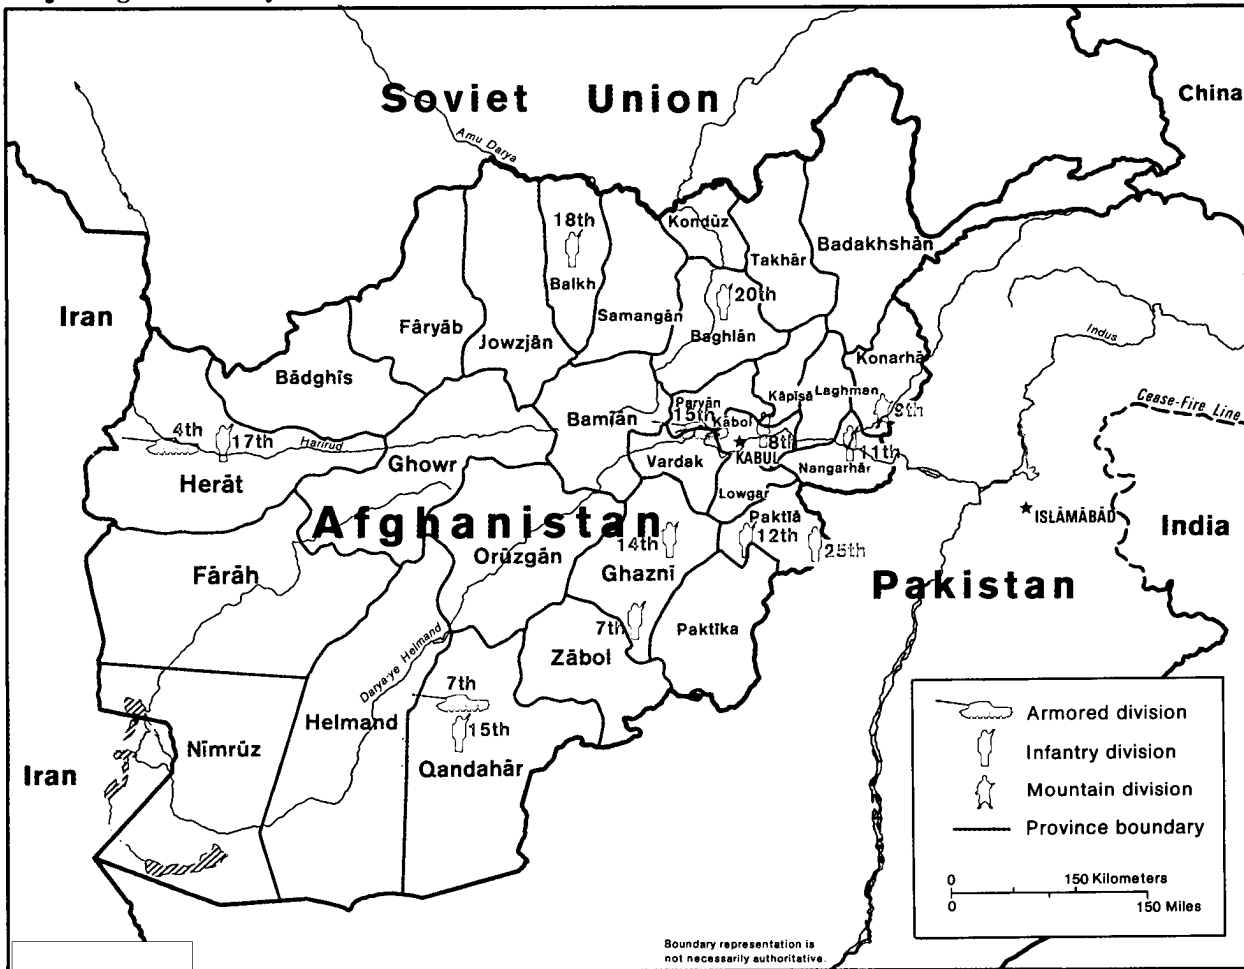 Soviet Union
China
Amu Darya
18th
Kondūz
Badakhshān
Takhār
Iran
Balkh
20th
Samangān
Fāryāb
Jowzjān
Baghlān
Indus
Konarhā
Bādghīs
Kāpīsā
Laghmān
Cease-Fire Line
Parvān
9th
15th
Kābol
Bamīān
4th
17th
Harirud
8th
KABUL
11th
Ghowr
Vardak
Nangarhār
Herāt
Lowgar
Afghanistan
Paktīā
ISLĀMĀBĀD
India
14th
12th
25th
Orūzgān
Ghaznī
Fārāh
Pakistan
7th
Paktīka
Zābol
Darya-ye Helmand
7th
Helmand
15th
Nīmrūz
Qandahār
Iran
Armored division
Infantry division
Mountain division
Province boundary
0 150 Kilometers
0 150 Miles
Boundary representation is
not necessarily authoritative.